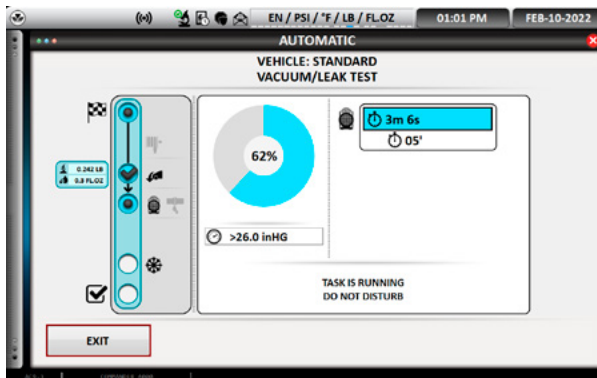 EN / PSI / °F / LB / FL.OZ
01:01 PM
FEB-10-2022
AUTOMATIC
VEHICLE: STANDARD
VACUUM/LEAK TEST
0.242 LB
0.3 FL.OZ
62%
>26.0 inHG
3m 6s
05'
TASK IS RUNNING
DO NOT DISTURB
EXIT